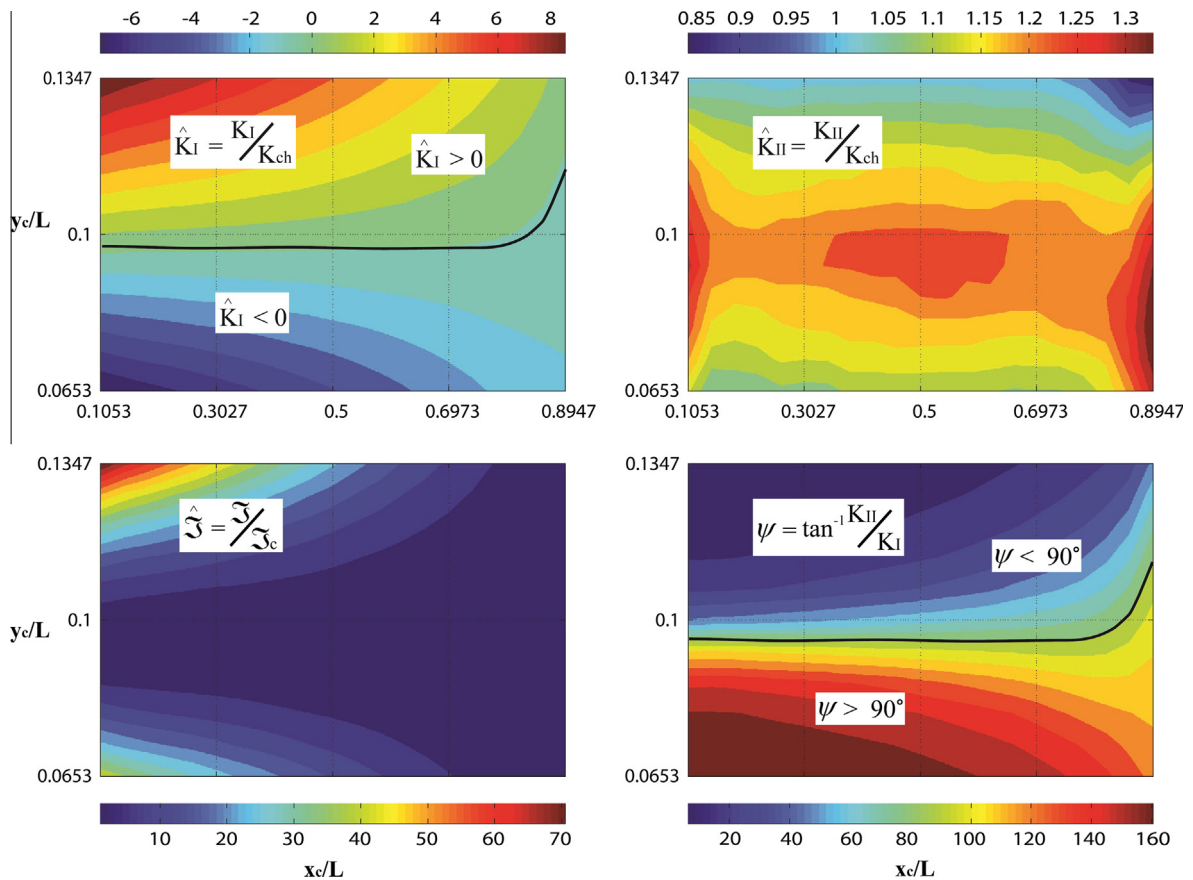 -6 -4 -2 0 2 4 6 8
0.85 0.9 0.95 1 1.05 1.1 1.15 1.2 1.25 1.3
0.1347
K̂I = KI/Kch
K̂I > 0
yc/L
0.1
K̂I < 0
0.0653
0.1053 0.3027 0.5 0.6973 0.8947
0.1347
K̂II = KII/Kch
0.1
0.0653
0.1053 0.3027 0.5 0.6973 0.8947
0.1347
ℑ̂ = ℑ/ℑc
yc/L
0.1
0.0653
10 20 30 40 50 60 70
xc/L
0.1347
ψ = tan-1 KII/KI
ψ < 90°
0.1
ψ > 90°
0.0653
20 40 60 80 100 120 140 160
xc/L